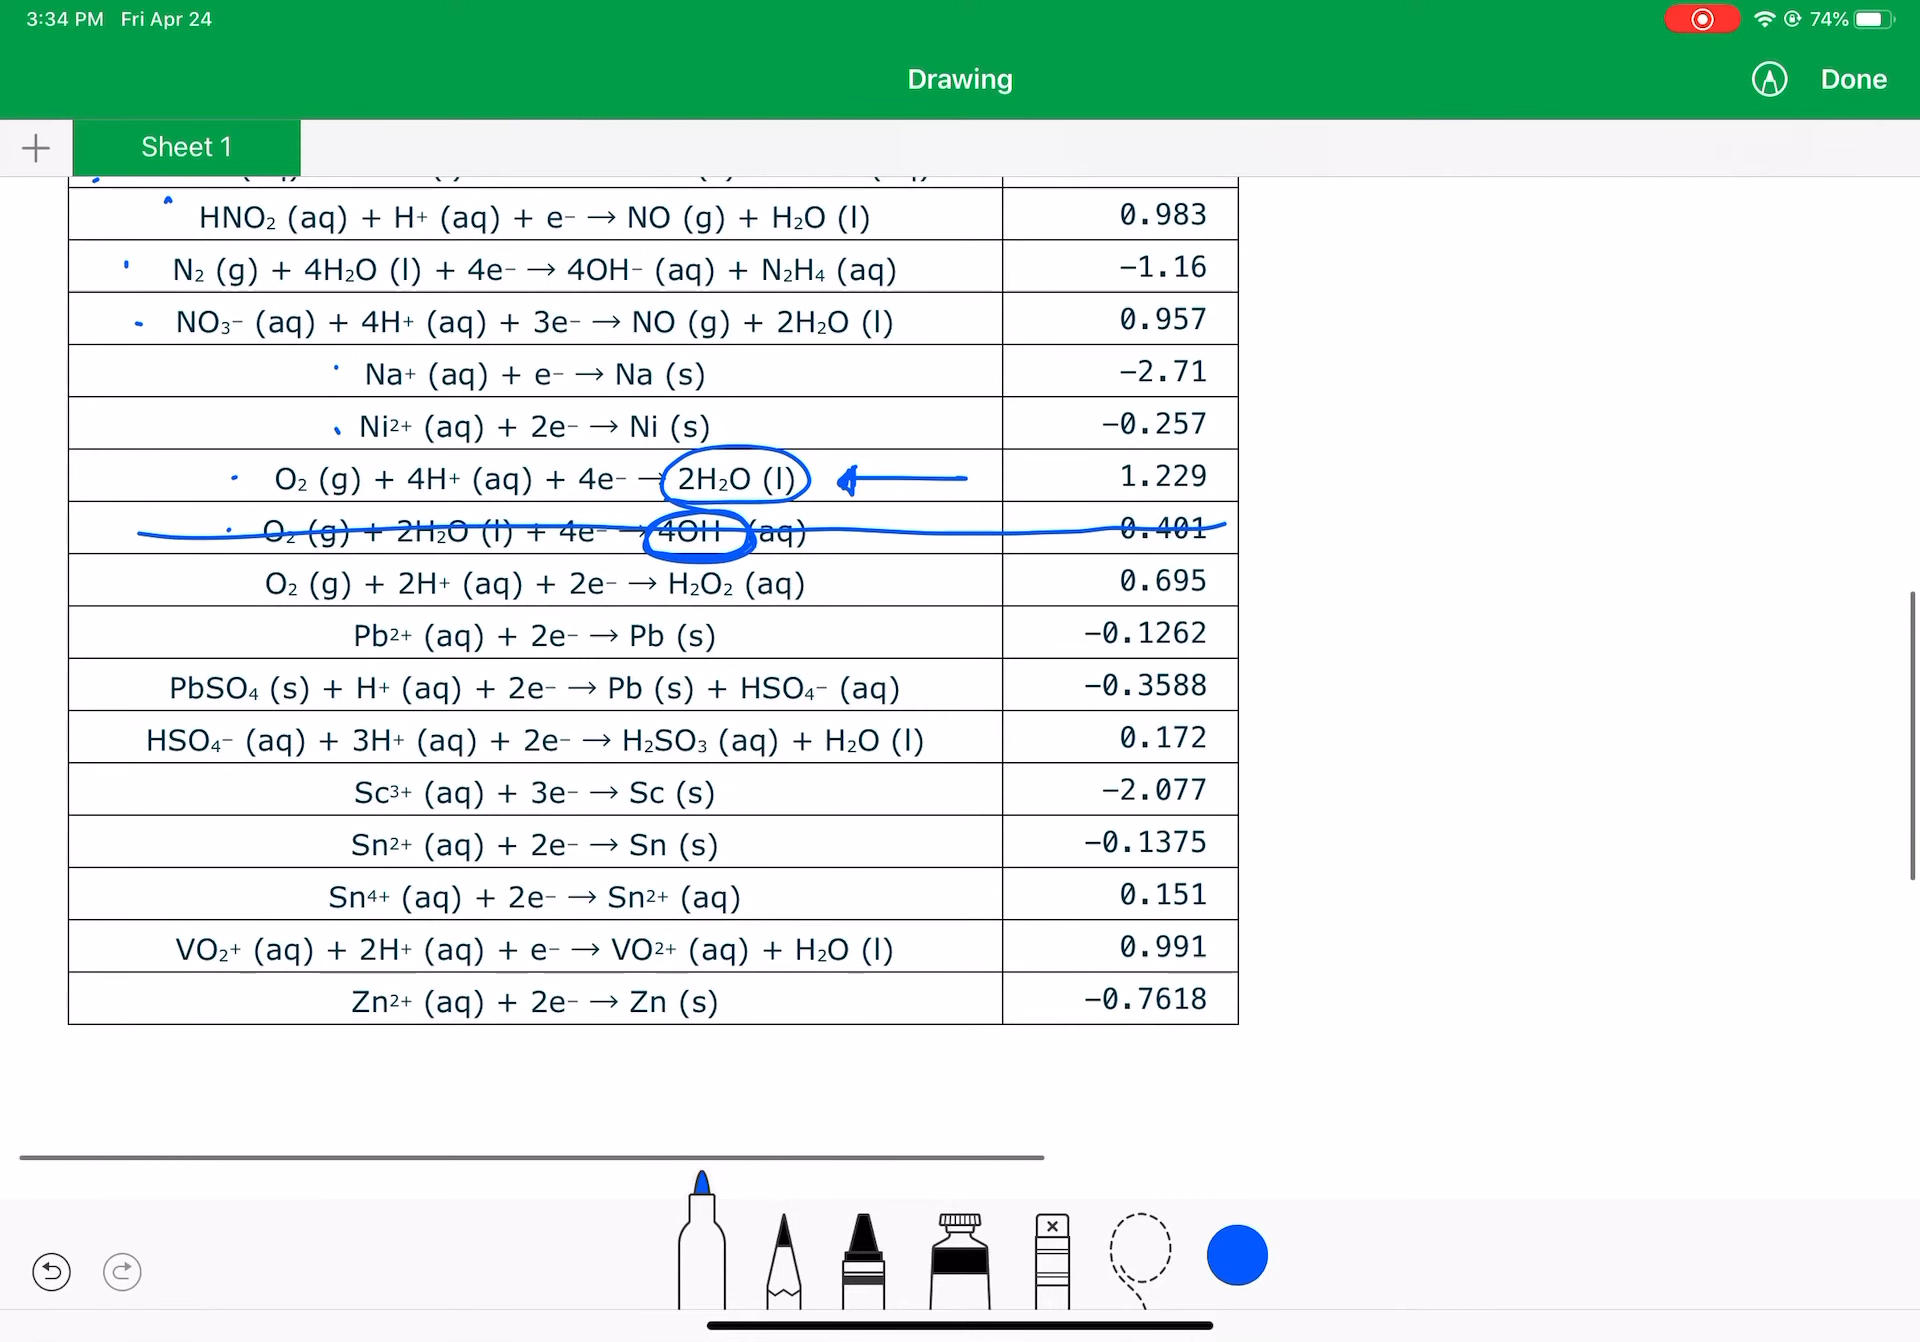 3:34 PM Fri Apr 24
74%
Drawing
Done
Sheet 1
HNO₂ (aq) + H⁺ (aq) + e⁻ → NO (g) + H₂O (l) 0.983
N₂ (g) + 4H₂O (l) + 4e⁻ → 4OH⁻ (aq) + N₂H₄ (aq) −1.16
NO₃⁻ (aq) + 4H⁺ (aq) + 3e⁻ → NO (g) + 2H₂O (l) 0.957
Na⁺ (aq) + e⁻ → Na (s) −2.71
Ni²⁺ (aq) + 2e⁻ → Ni (s) −0.257
O₂ (g) + 4H⁺ (aq) + 4e⁻ → 2H₂O (l) 1.229
O₂ (g) + 2H₂O (l) + 4e⁻ → 4OH (aq) 0.401
O₂ (g) + 2H⁺ (aq) + 2e⁻ → H₂O₂ (aq) 0.695
Pb²⁺ (aq) + 2e⁻ → Pb (s) −0.1262
PbSO₄ (s) + H⁺ (aq) + 2e⁻ → Pb (s) + HSO₄⁻ (aq) −0.3588
HSO₄⁻ (aq) + 3H⁺ (aq) + 2e⁻ → H₂SO₃ (aq) + H₂O (l) 0.172
Sc³⁺ (aq) + 3e⁻ → Sc (s) −2.077
Sn²⁺ (aq) + 2e⁻ → Sn (s) −0.1375
Sn⁴⁺ (aq) + 2e⁻ → Sn²⁺ (aq) 0.151
VO₂⁺ (aq) + 2H⁺ (aq) + e⁻ → VO²⁺ (aq) + H₂O (l) 0.991
Zn²⁺ (aq) + 2e⁻ → Zn (s) −0.7618